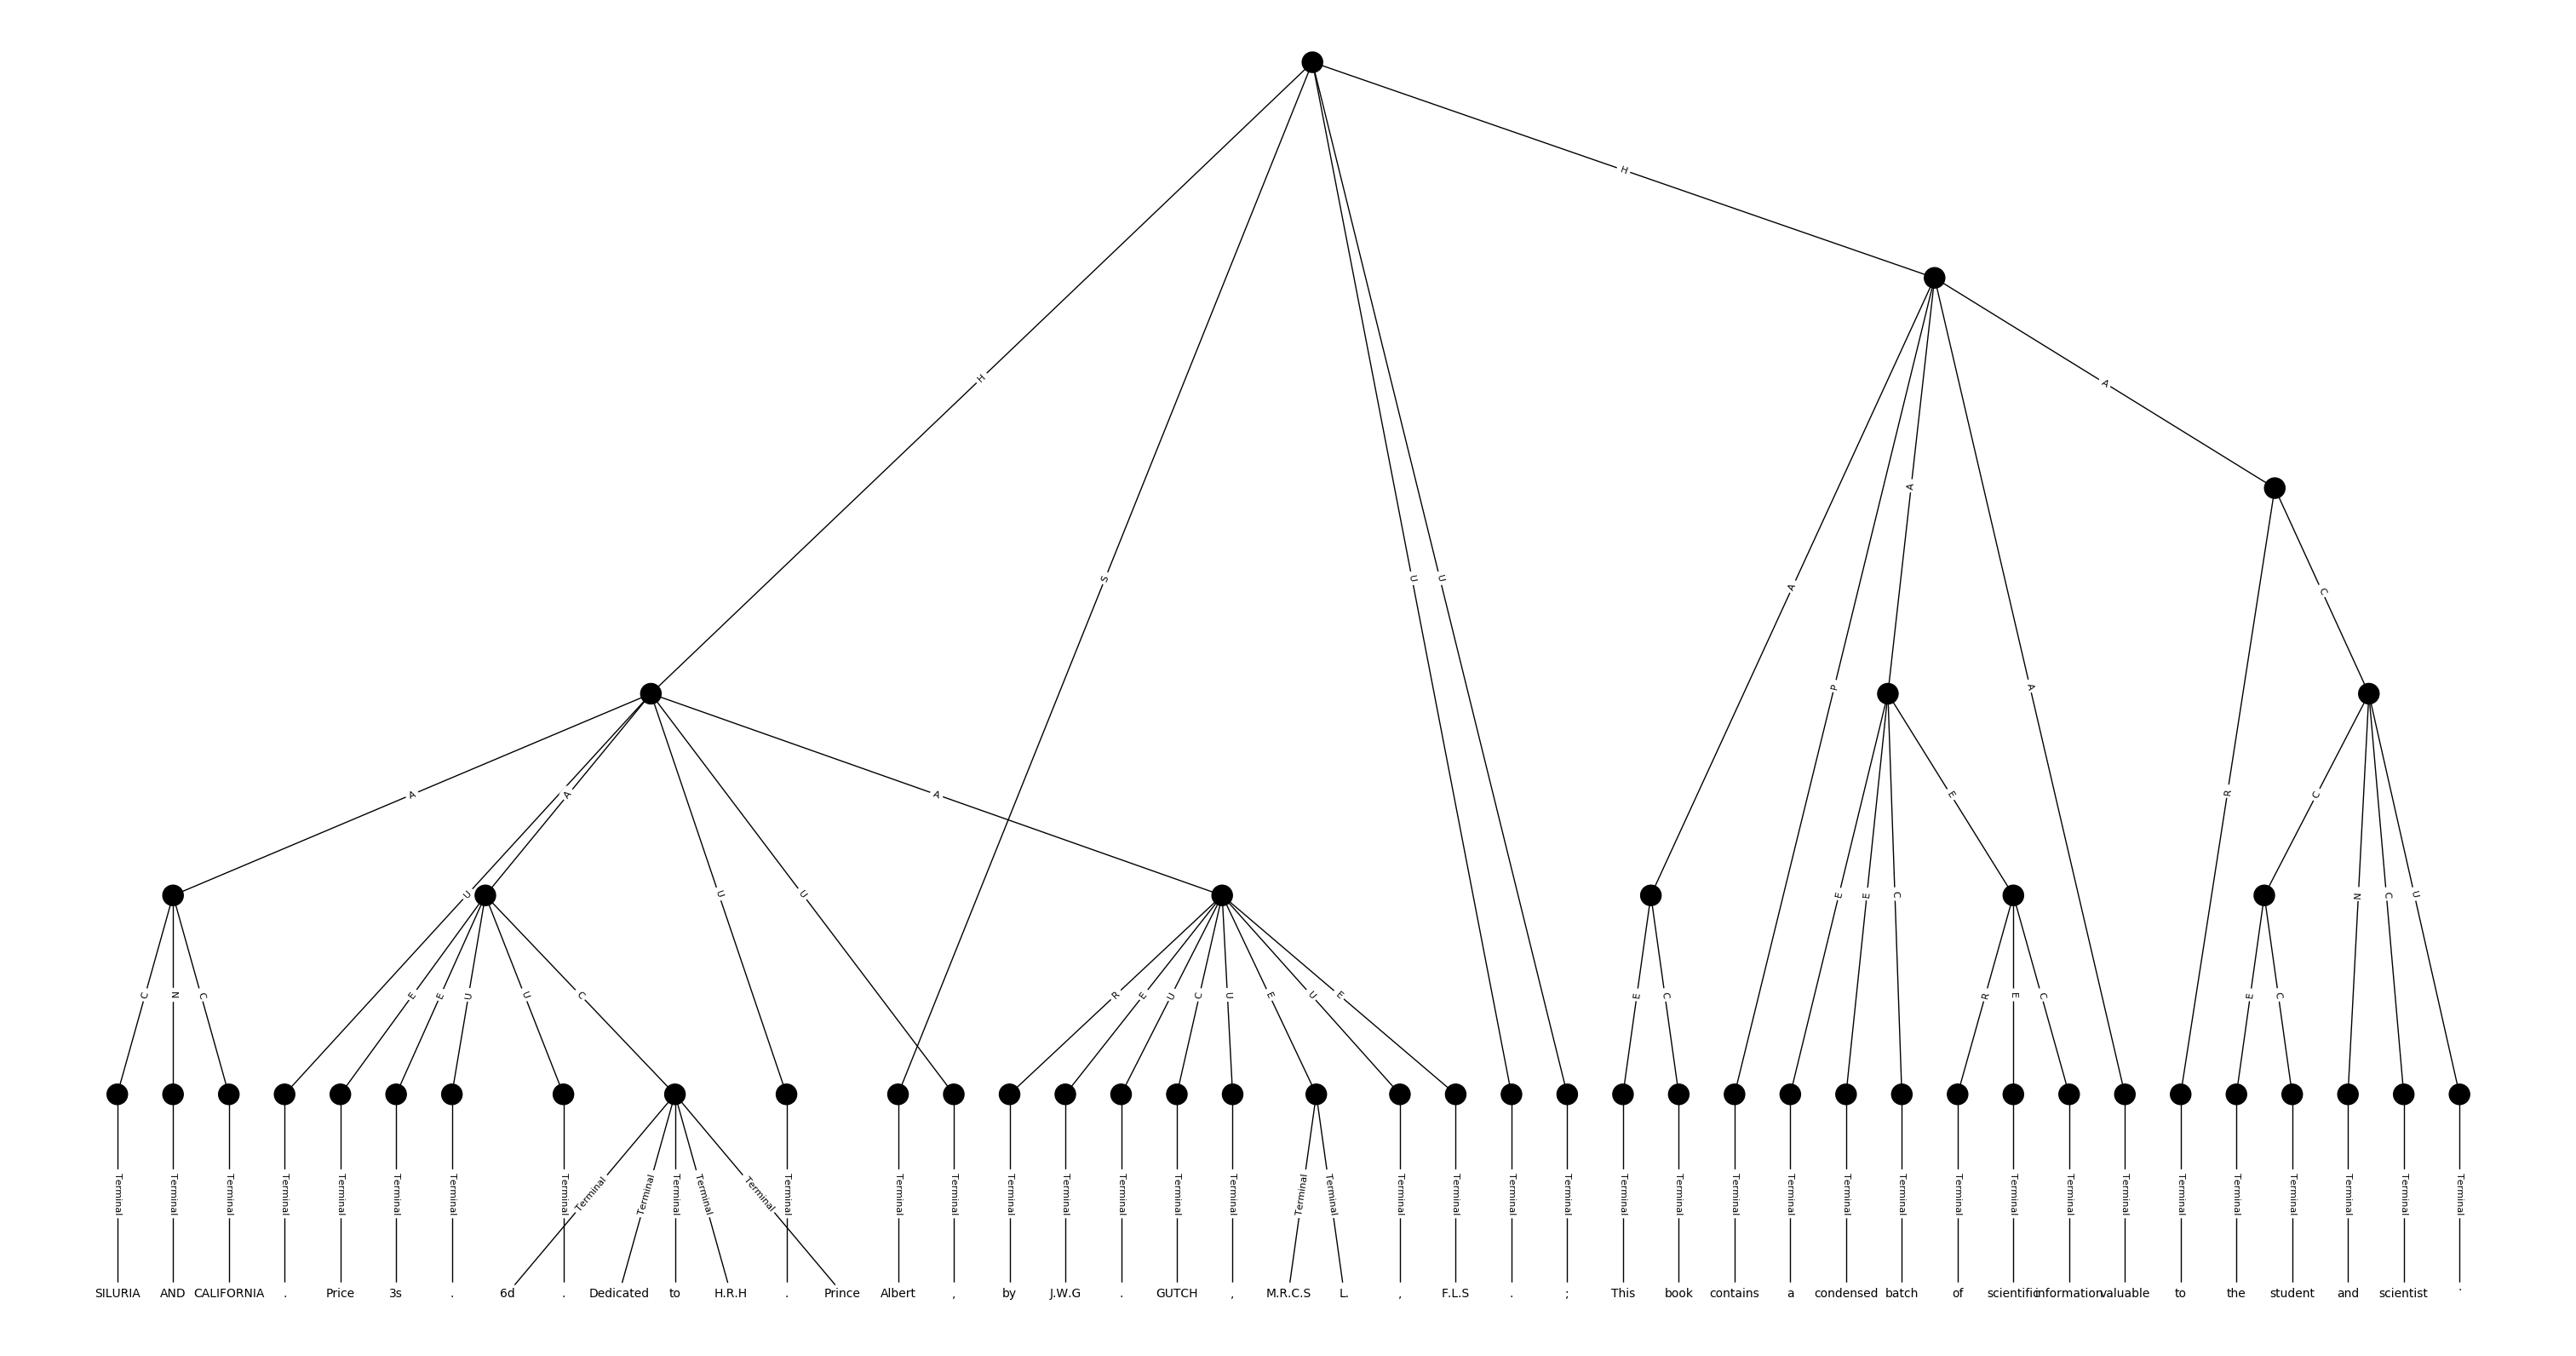 H
H
A
A
S
U
U
A
C
A
P
A
R
A
A
A
E
C
U
U
U
E
E
C
N
C
U
C
N
C
E
E
U
U
C
R
E
U
C
U
E
U
E
E
C
R
E
C
E
C
Terminal Terminal Terminal Terminal Terminal Terminal Terminal Terminal Terminal Terminal Terminal Terminal Terminal Terminal Terminal Terminal Terminal Terminal Terminal Terminal Terminal Terminal Terminal Terminal Terminal Terminal Terminal Terminal Terminal Terminal Terminal Terminal Terminal Terminal Terminal Terminal Terminal Terminal Terminal Terminal Terminal Terminal Terminal
SILURIA AND CALIFORNIA . Price 3s . 6d . Dedicated to H.R.H . Prince Albert , by J.W.G . GUTCH , M.R.C.S L. , F.L.S . ; This book contains a condensed batch of scientific information valuable to the student and scientist .